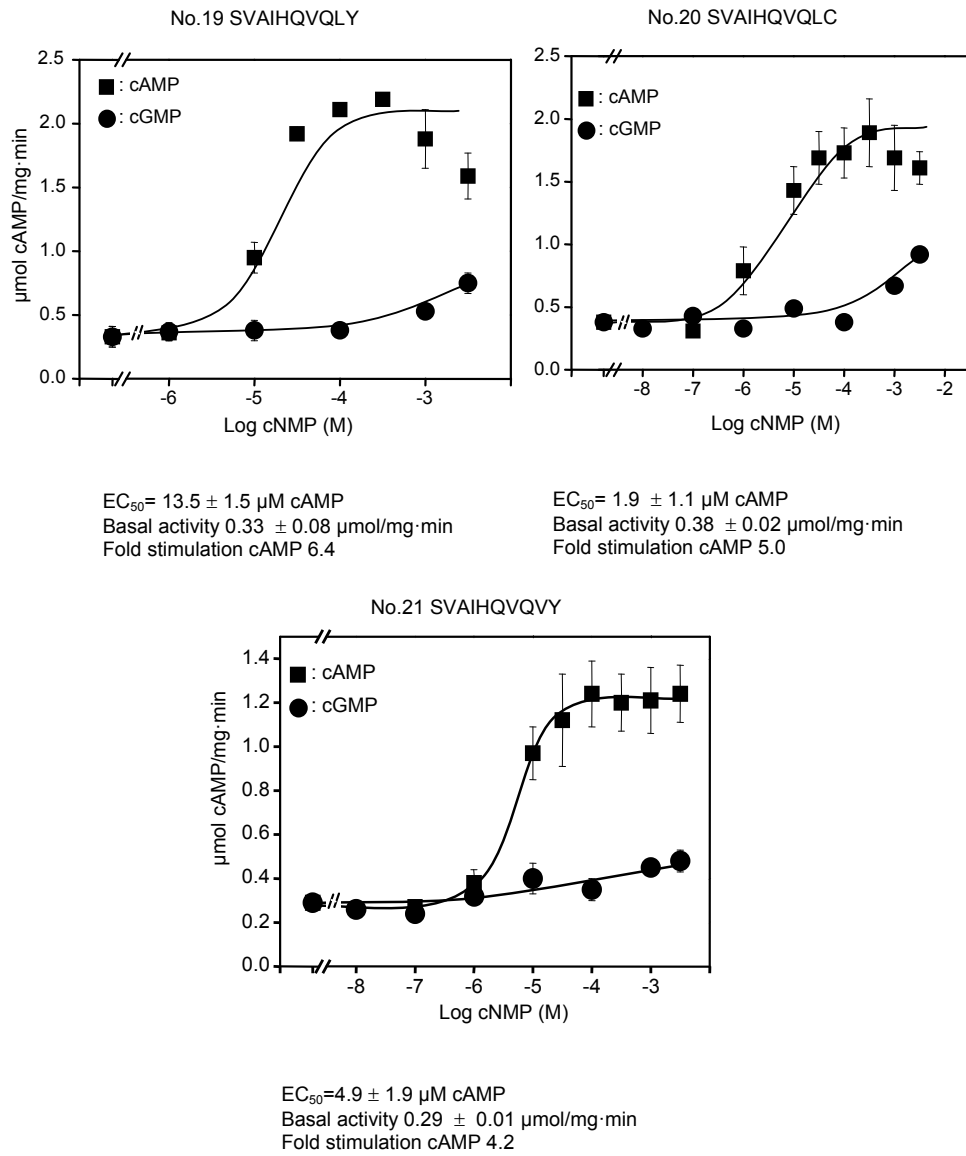 No.19 SVAIHQVQLY
2.5
2.0
1.5
1.0
0.5
0.0
µmol cAMP/mg·min
: cAMP
: cGMP
-6 -5 -4 -3
Log cNMP (M)
EC50= 13.5 ± 1.5 µM cAMP
Basal activity 0.33 ± 0.08 µmol/mg·min
Fold stimulation cAMP 6.4
No.20 SVAIHQVQLC
2.5
2.0
1.5
1.0
0.5
0.0
: cAMP
: cGMP
-8 -7 -6 -5 -4 -3 -2
Log cNMP (M)
EC50= 1.9 ± 1.1 µM cAMP
Basal activity 0.38 ± 0.02 µmol/mg·min
Fold stimulation cAMP 5.0
No.21 SVAIHQVQVY
1.4
1.2
1.0
0.8
0.6
0.4
0.2
0.0
µmol cAMP/mg·min
: cAMP
: cGMP
-8 -7 -6 -5 -4 -3
Log cNMP (M)
EC50=4.9 ± 1.9 µM cAMP
Basal activity 0.29 ± 0.01 µmol/mg·min
Fold stimulation cAMP 4.2